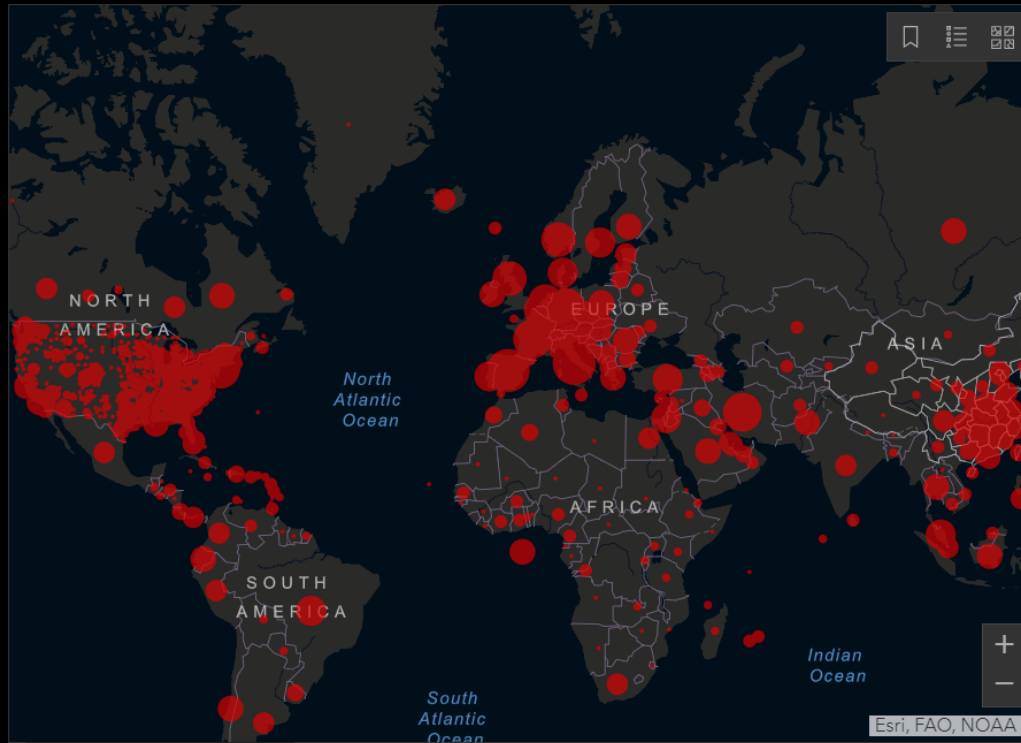 NORTH
AMERICA
EUROPE
ASIA
North
Atlantic
Ocean
AFRICA
SOUTH
AMERICA
Indian
Ocean
South
Atlantic
Ocean
+
−
Esri, FAO, NOAA